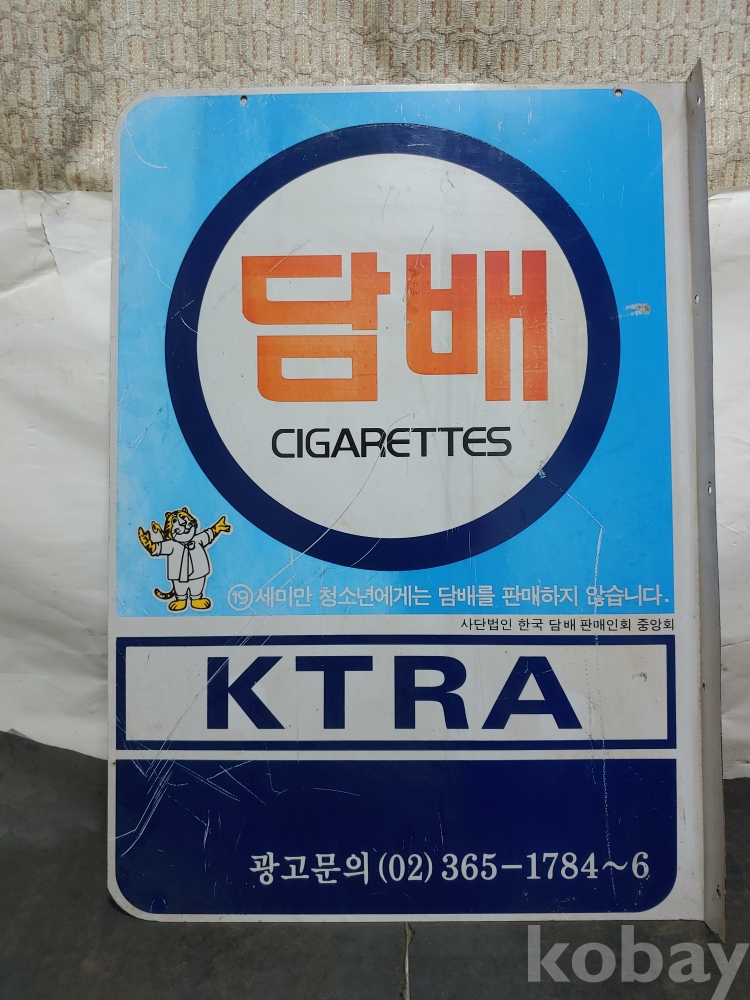 담배
CIGARETTES
⑲세미만 청소년에게는 담배를 판매하지 않습니다.
사단법인 한국 담배 판매인회 중앙회
KTRA
광고문의 (02) 365-1784~6
kobay